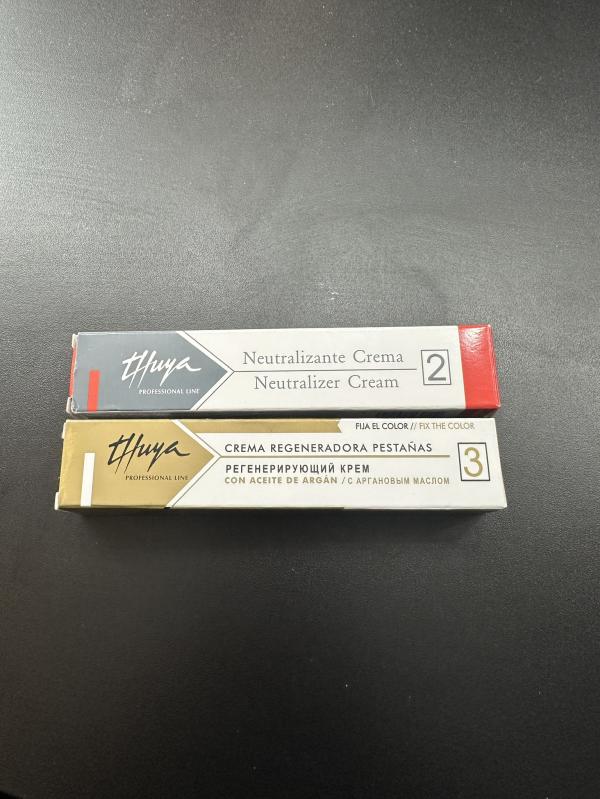 thuya
PROFESSIONAL LINE
Neutralizante Crema
Neutralizer Cream
2
FIJA EL COLOR // FIX THE COLOR
thuya
PROFESSIONAL LINE
CREMA REGENERADORA PESTAÑAS
РЕГЕНЕРИРУЮЩИЙ КРЕМ
CON ACEITE DE ARGÁN / С АРГАНОВЫМ МАСЛОМ
3